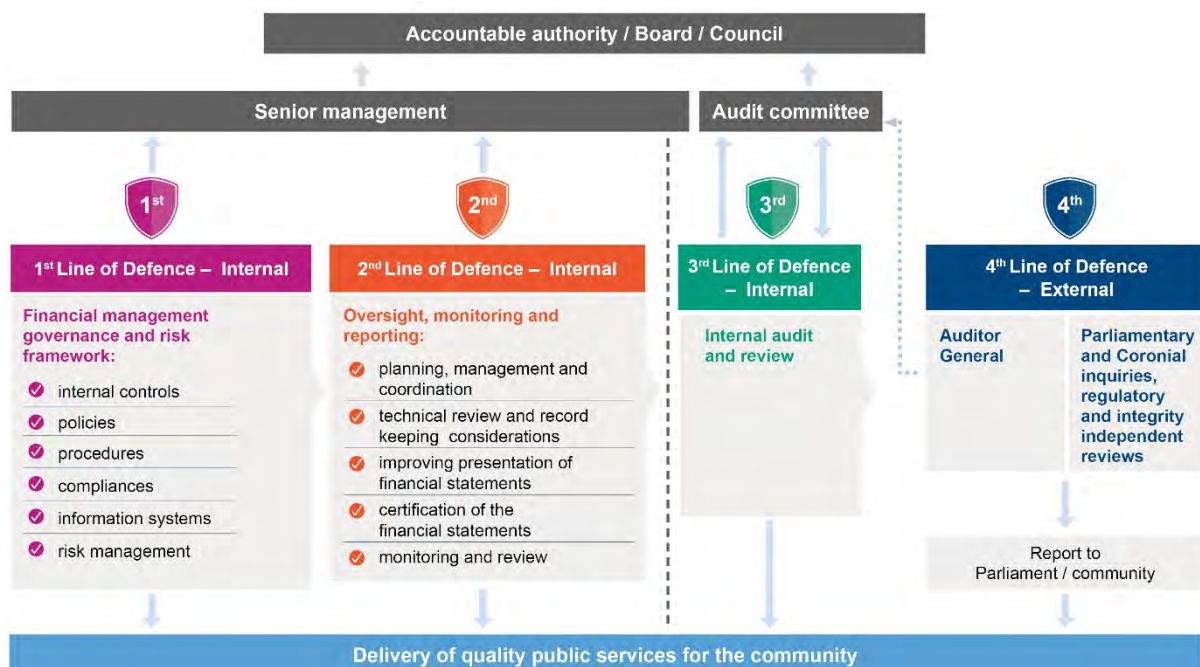 Accountable authority / Board / Council
Senior management
Audit committee
1st
2nd
3rd
4th
1st Line of Defence – Internal
Financial management
governance and risk
framework:
internal controls
policies
procedures
compliances
information systems
risk management
2nd Line of Defence – Internal
Oversight, monitoring and
reporting:
planning, management and
coordination
technical review and record
keeping considerations
improving presentation of
financial statements
certification of the
financial statements
monitoring and review
3rd Line of Defence
– Internal
Internal audit
and review
4th Line of Defence
– External
Auditor
General
Parliamentary
and Coronial
inquiries,
regulatory
and integrity
independent
reviews
Report to
Parliament / community
Delivery of quality public services for the community